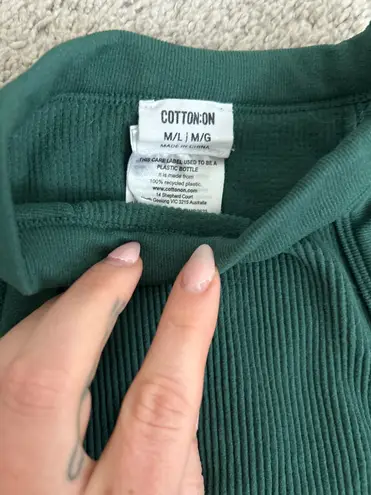 COTTON:ON
M/L | M/G
MADE IN CHINA
THIS CARE LABEL USED TO BE A
PLASTIC BOTTLE
It is made from
100% recycled plastic.
www.cottonon.com
14 Shepherd Court
Geelong VIC 3215 Australia